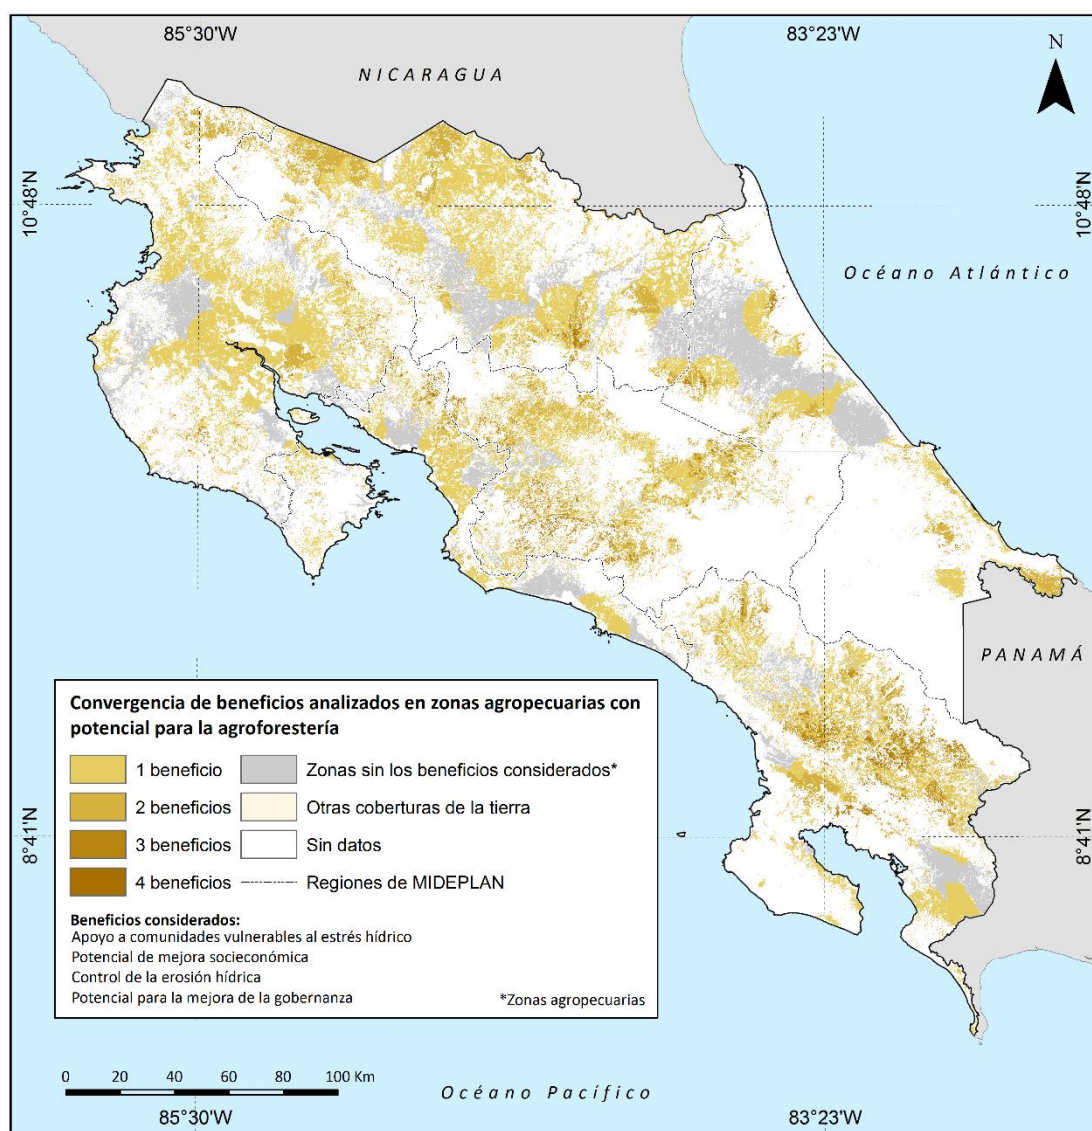 85°30'W
83°23'W
N
NICARAGUA
10°48'N
10°48'N
Océano Atlántico
PANAMÁ
Convergencia de beneficios analizados en zonas agropecuarias con
potencial para la agroforestería
1 beneficio
Zonas sin los beneficios considerados*
2 beneficios
Otras coberturas de la tierra
3 beneficios
Sin datos
4 beneficios
Regiones de MIDEPLAN
8°41'N
8°41'N
Beneficios considerados:
Apoyo a comunidades vulnerables al estrés hídrico
Potencial de mejora socieconómica
Control de la erosión hídrica
Potencial para la mejora de la gobernanza
*Zonas agropecuarias
0 20 40 60 80 100 Km
Océano Pacífico
85°30'W
83°23'W